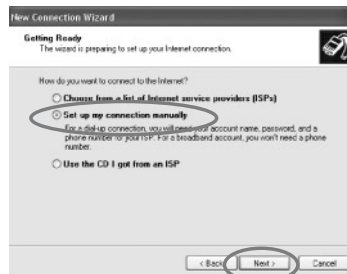 New Connection Wizard
Getting Ready
The wizard is preparing to set up your Internet connection.
How do you want to connect to the Internet?
Choose from a list of Internet service providers (ISPs)
Set up my connection manually
For a dial-up connection, you will need your account name, password, and a
phone number for your ISP. For a broadband account, you won't need a phone
number.
Use the CD I got from an ISP
< Back
Next >
Cancel